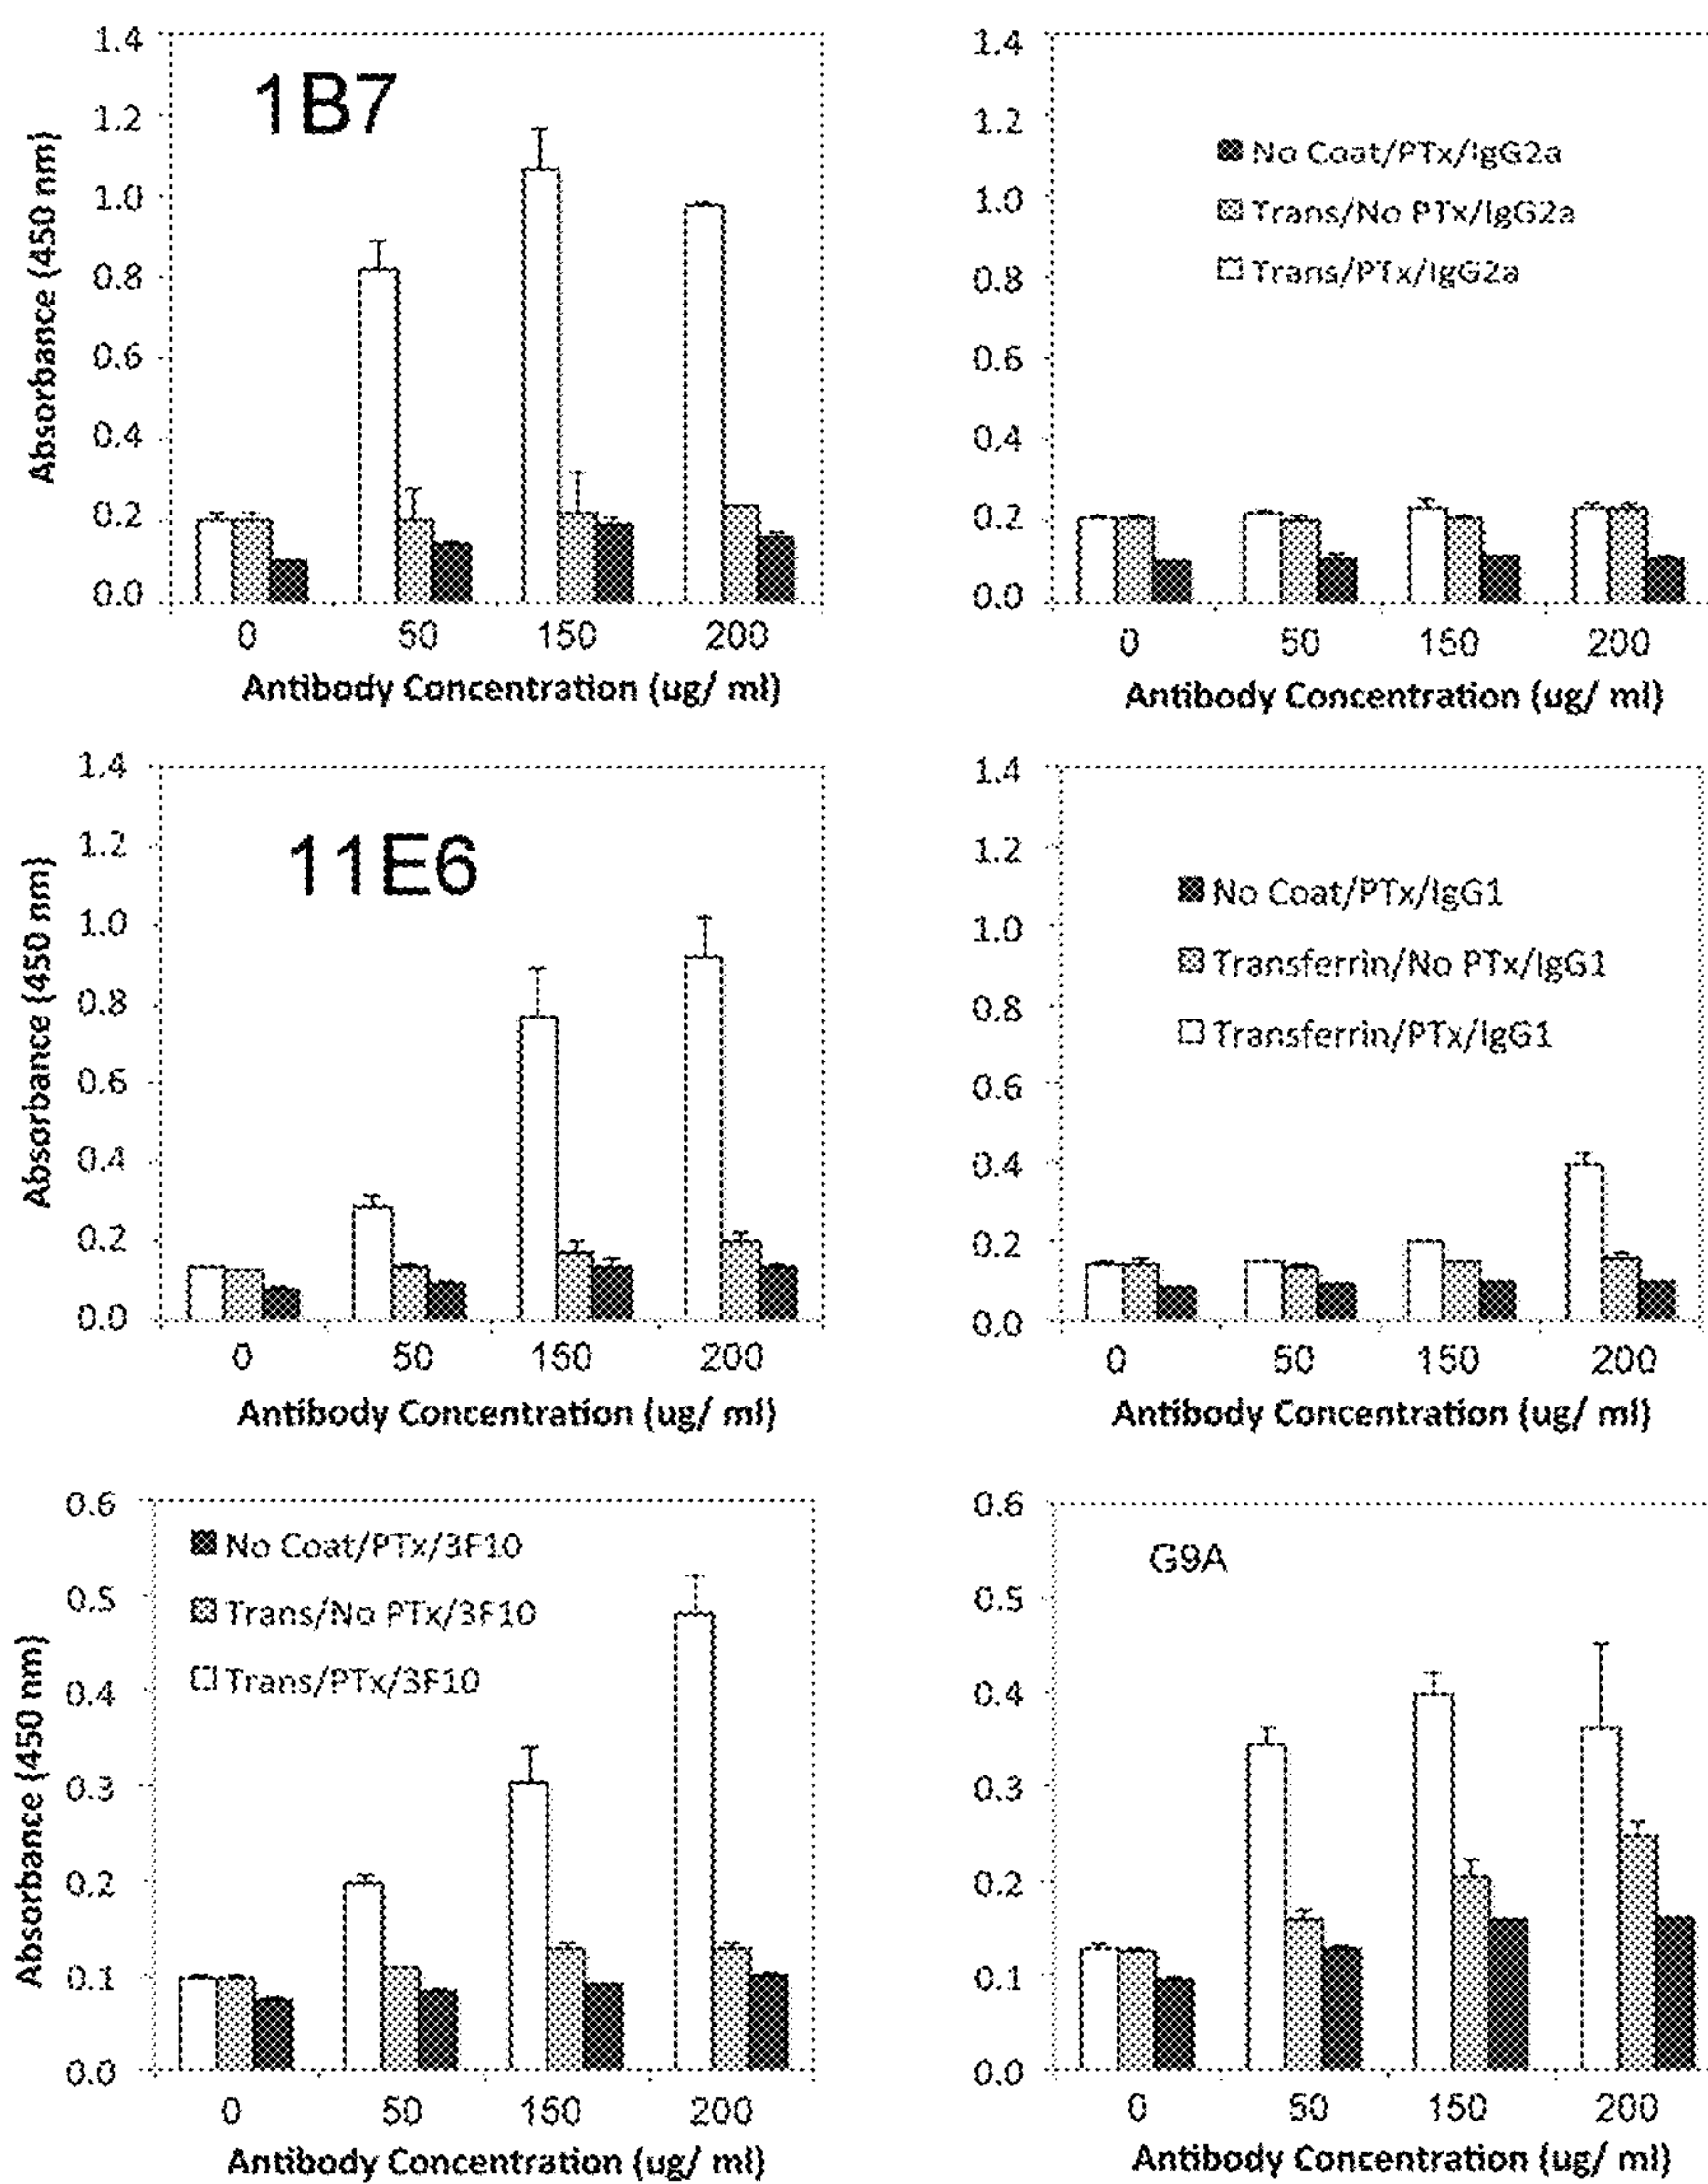 1B7
Absorbance (450 nm)
1.4
1.2
1.0
0.8
0.6
0.4
0.2
0.0
0 50 150 200
Antibody Concentration (ug/ ml)
1.4
1.2
1.0
0.8
0.6
0.4
0.2
0.0
No Coat/PTx/IgG2a
Trans/No PTx/IgG2a
Trans/PTx/IgG2a
0 50 150 200
Antibody Concentration (ug/ ml)
11E6
Absorbance (450 nm)
1.4
1.2
1.0
0.8
0.6
0.4
0.2
0.0
0 50 150 200
Antibody Concentration (ug/ ml)
1.4
1.2
1.0
0.8
0.6
0.4
0.2
0.0
No Coat/PTx/IgG1
Transferrin/No PTx/IgG1
Transferrin/PTx/IgG1
0 50 150 200
Antibody Concentration (ug/ ml)
Absorbance (450 nm)
0.6
0.5
0.4
0.3
0.2
0.1
0.0
No Coat/PTx/3F10
Trans/No PTx/3F10
Trans/PTx/3F10
0 50 150 200
Antibody Concentration (ug/ ml)
G9A
0.6
0.5
0.4
0.3
0.2
0.1
0.0
0 50 150 200
Antibody Concentration (ug/ ml)